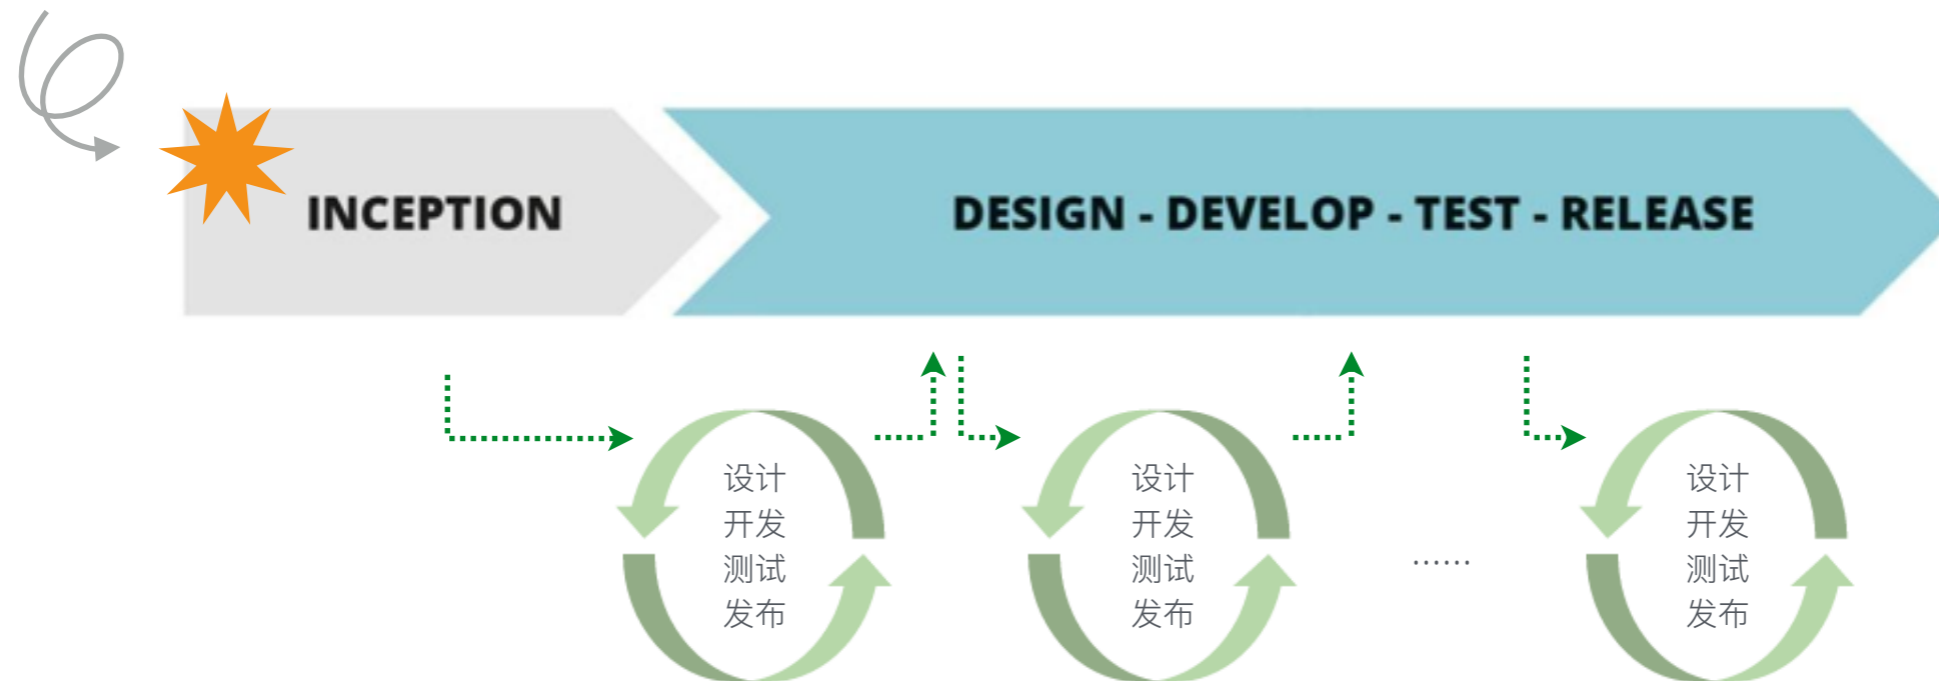 INCEPTION
DESIGN - DEVELOP - TEST - RELEASE
设计
开发
测试
发布
设计
开发
测试
发布
……
设计
开发
测试
发布